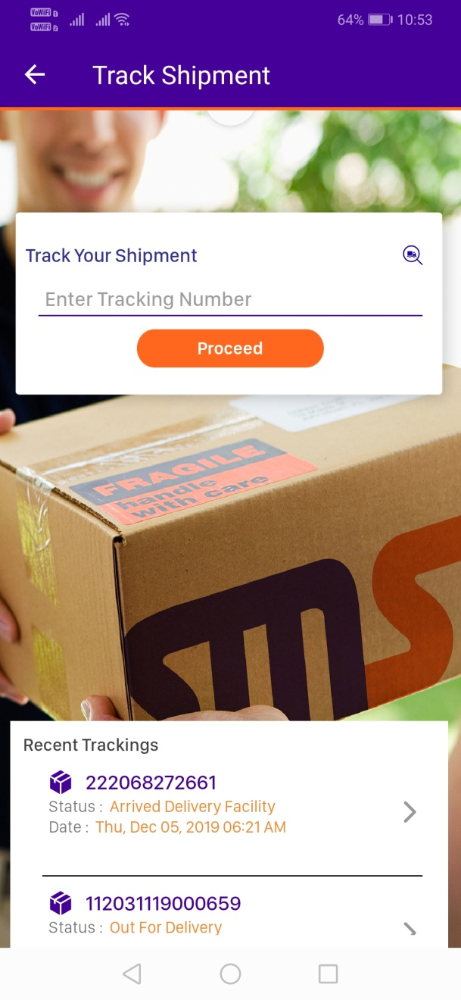 VoWiFi 1
VoWiFi 2
64% 10:53
Track Shipment
Track Your Shipment
Enter Tracking Number
Proceed
FRAGILE
handle
with care
Recent Trackings
222068272661
Status : Arrived Delivery Facility
Date : Thu, Dec 05, 2019 06:21 AM
112031119000659
Status : Out For Delivery